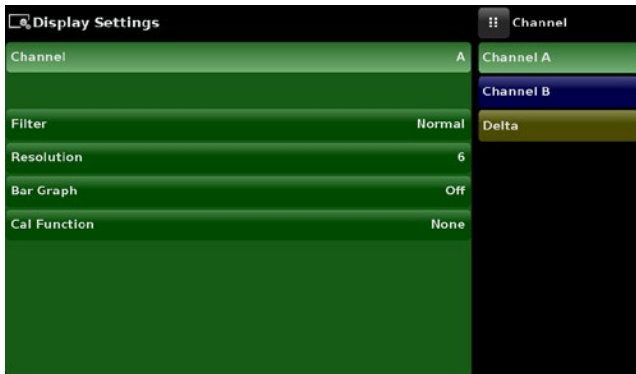 Display Settings
Channel A
Filter Normal
Resolution 6
Bar Graph Off
Cal Function None
Channel
Channel A
Channel B
Delta